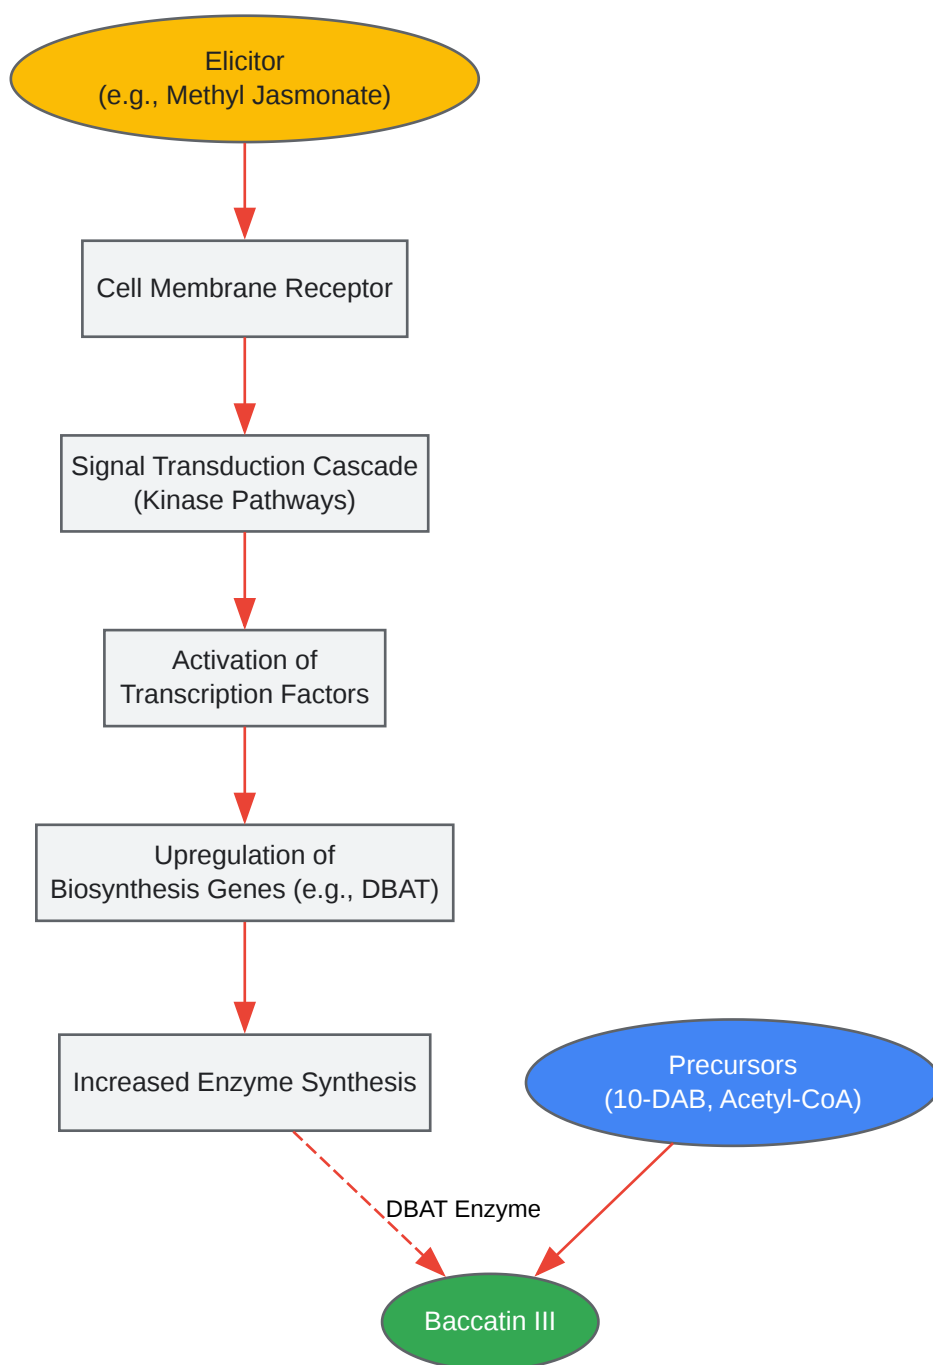 Elicitor
(e.g., Methyl Jasmonate)
Cell Membrane Receptor
Signal Transduction Cascade
(Kinase Pathways)
Activation of
Transcription Factors
Upregulation of
Biosynthesis Genes (e.g., DBAT)
Increased Enzyme Synthesis
Precursors
(10-DAB, Acetyl-CoA)
DBAT Enzyme
Baccatin III